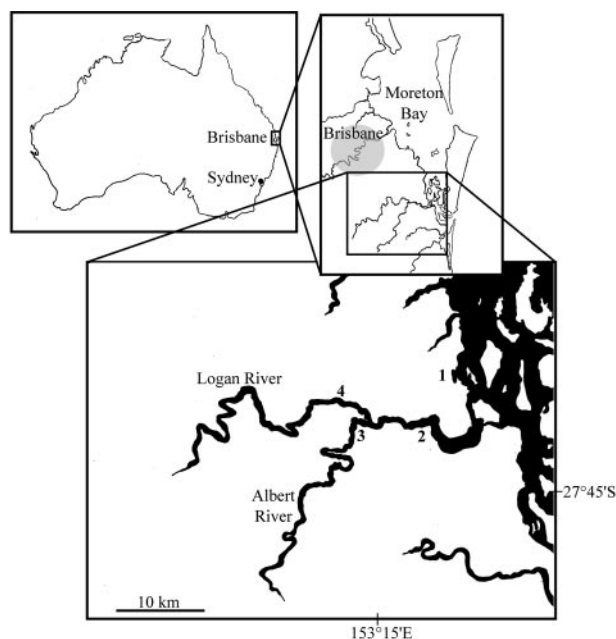 Brisbane
Sydney
Moreton
Bay
Brisbane
1
Logan River
4
3
2
Albert
River
27°45'S
10 km
153°15'E